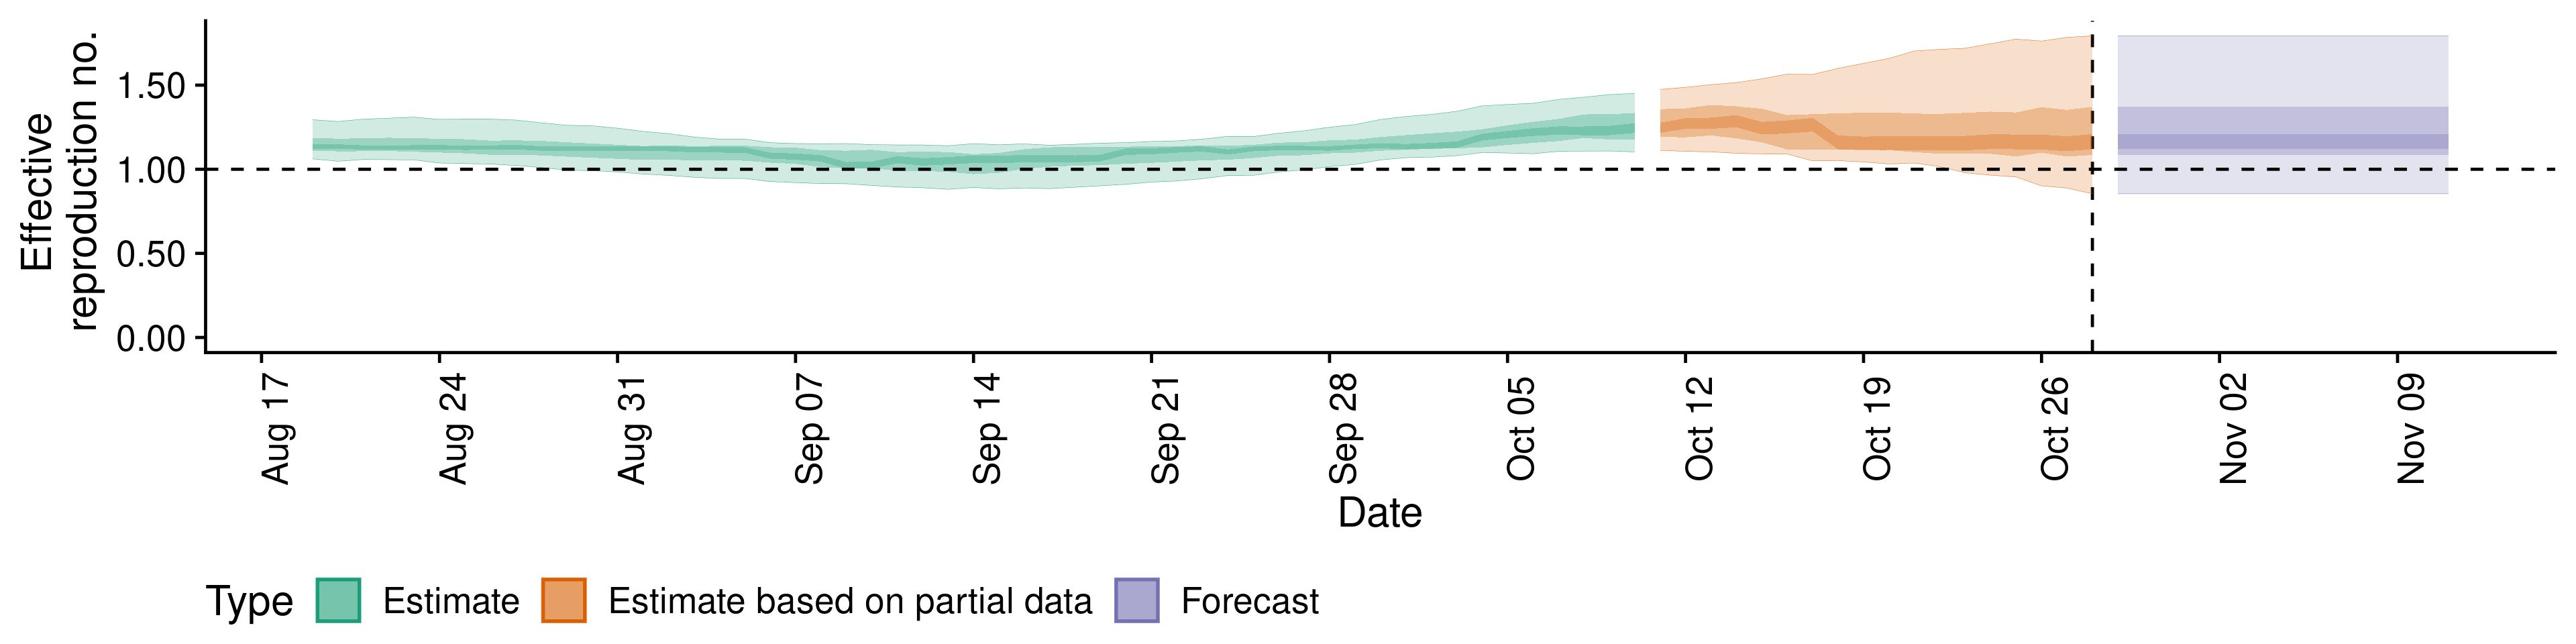 Effective
reproduction no.
1.50
1.00
0.50
0.00
Aug 17
Aug 24
Aug 31
Sep 07
Sep 14
Sep 21
Sep 28
Oct 05
Oct 12
Oct 19
Oct 26
Nov 02
Nov 09
Date
Type Estimate Estimate based on partial data Forecast